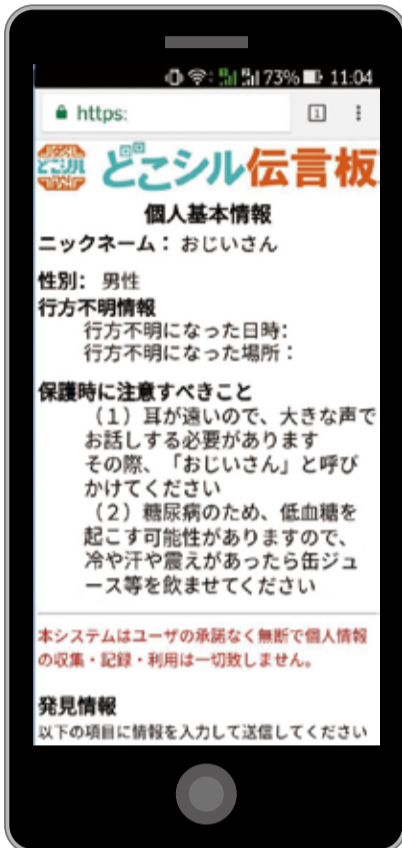 73% 11:04
https:
1
どこシル
どこシル伝言板
個人基本情報
ニックネーム：おじいさん
性別： 男性
行方不明情報
行方不明になった日時：
行方不明になった場所：
保護時に注意すべきこと
（１）耳が遠いので、大きな声で
お話しする必要があります
その際、「おじいさん」と呼び
かけてください
（２）糖尿病のため、低血糖を
起こす可能性がありますので、
冷や汗や震えがあったら缶ジュ
ース等を飲ませてください
本システムはユーザの承諾なく無断で個人情報
の収集・記録・利用は一切致しません。
発見情報
以下の項目に情報を入力して送信してください